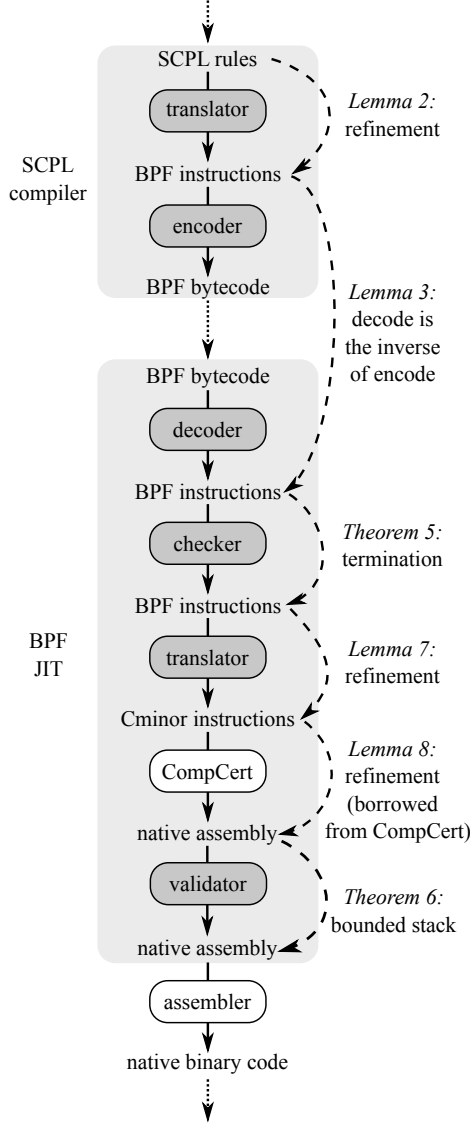 SCPL rules
translator
Lemma 2:
refinement
SCPL
compiler
BPF instructions
encoder
BPF bytecode
Lemma 3:
decode is
the inverse
of encode
BPF bytecode
decoder
BPF instructions
checker
Theorem 5:
termination
BPF instructions
BPF
JIT
translator
Lemma 7:
refinement
Cminor instructions
CompCert
Lemma 8:
refinement
(borrowed
from CompCert)
native assembly
validator
Theorem 6:
bounded stack
native assembly
assembler
native binary code